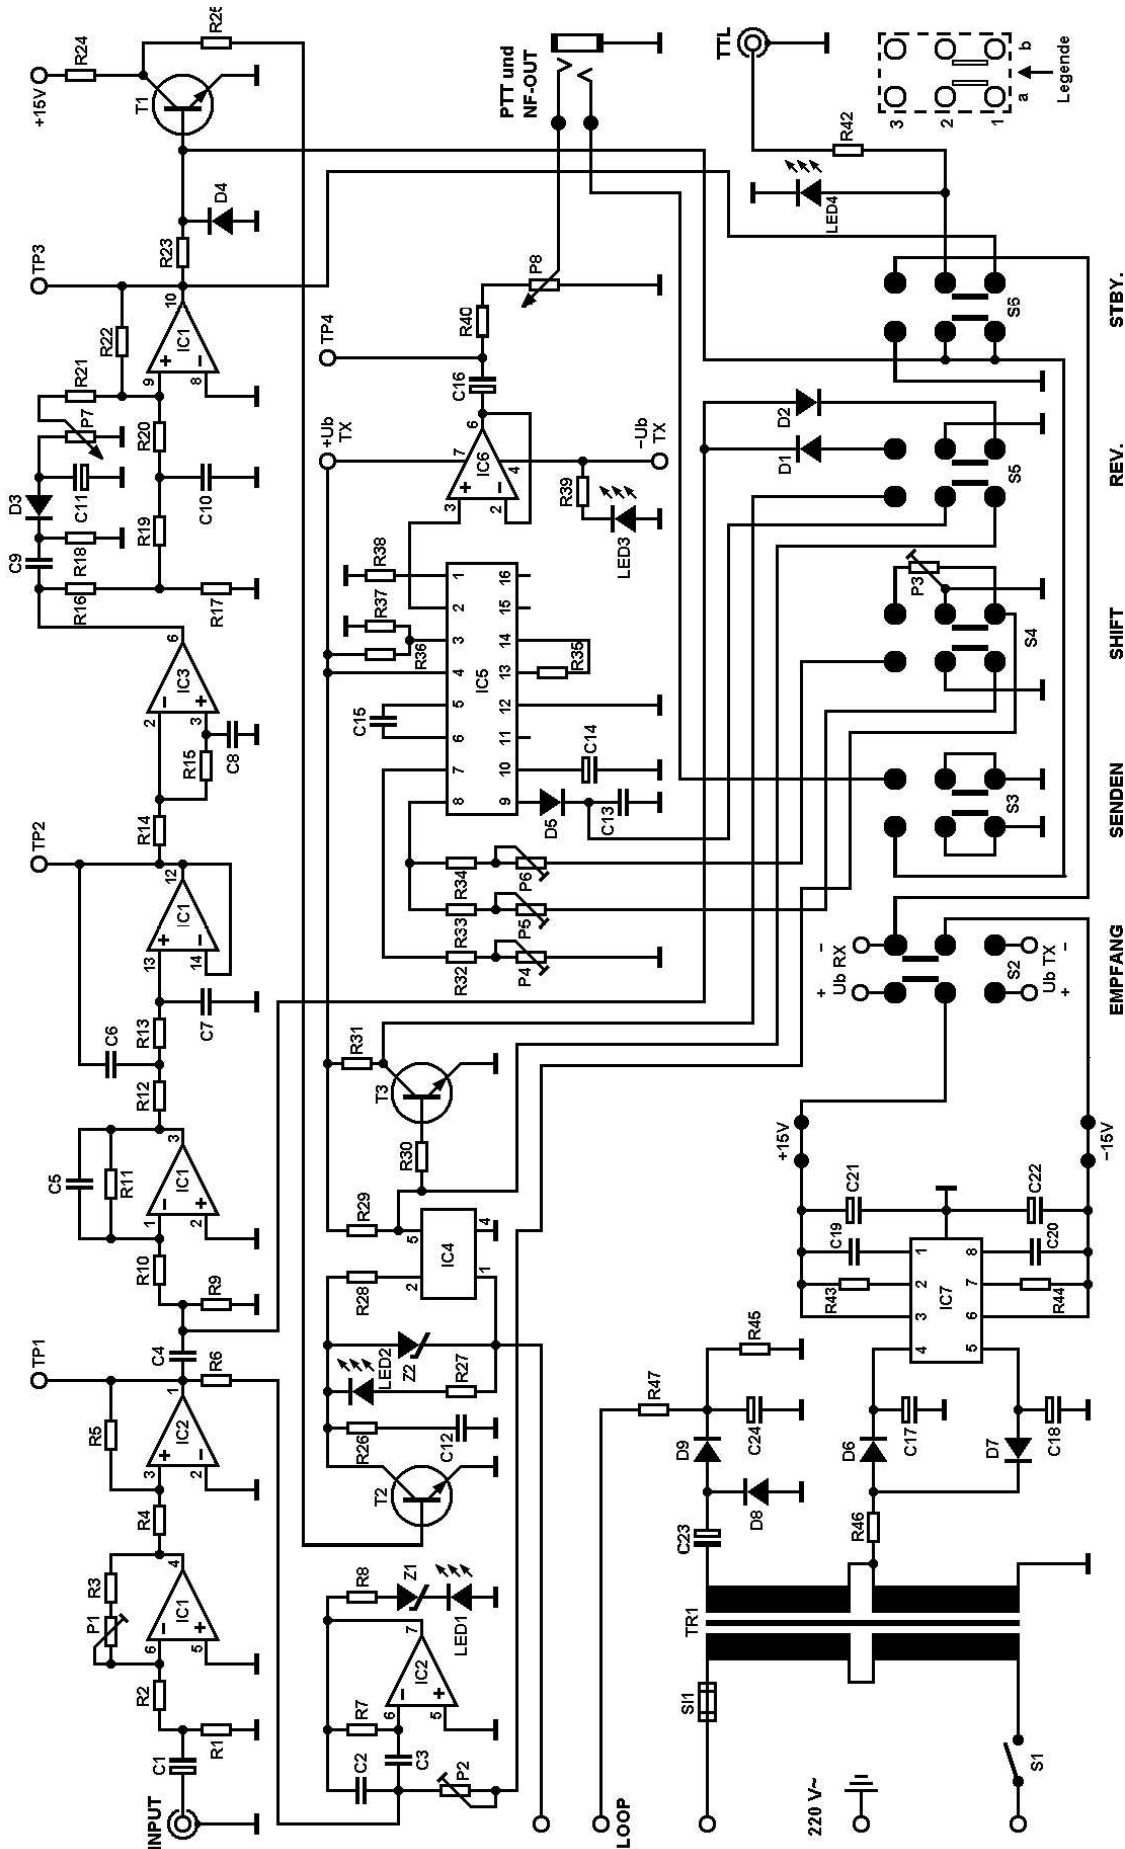 INPUT
C1
R1
R2
P1
R3
6
5
IC1
4
R4
R5
3
2
IC2
1
TP1
R6
C4
R9
R10
C5
R11
1
2
IC1
3
R12
C6
R13
C7
13
14
IC1
12
TP2
R14
R15
C8
2
3
IC3
6
C9
R16
R17
R18
R19
D3
C11
C10
P7
R20
R21
R22
9
8
IC1
10
TP3
R23
D4
+15V
R24
T1
R25
C2
C3
P2
R7
6
5
IC2
7
R8
Z1
LED1
T2
R26
C12
LED2
R27
Z2
R28
R29
2
5
IC4
1
4
R30
T3
R31
R32
P4
R33
P5
R34
P6
8
7
6
5
4
3
2
1
IC5
9
10
11
12
13
14
15
16
C15
D5
C13
C14
R35
R36
R37
R38
+Ub
TX
3
2
IC6
7
4
6
C16
TP4
R39
LED3
–Ub
TX
R40
P8
PTT und
NF-OUT
LOOP
SI1
TR1
C23
D9
D8
R47
C24
R45
220 V~
S1
R46
D6
D7
C17
C18
4
5
3
2
1
6
7
8
IC7
R43
R44
C19
C20
C21
C22
+15V
–15V
+
–
Ub RX
S2
Ub TX
+
–
EMPFANG
S3
SENDEN
S4
P3
SHIFT
D1
D2
S5
REV.
S6
STBY.
LED4
R42
TTL
3
2
1
a
b
Legende